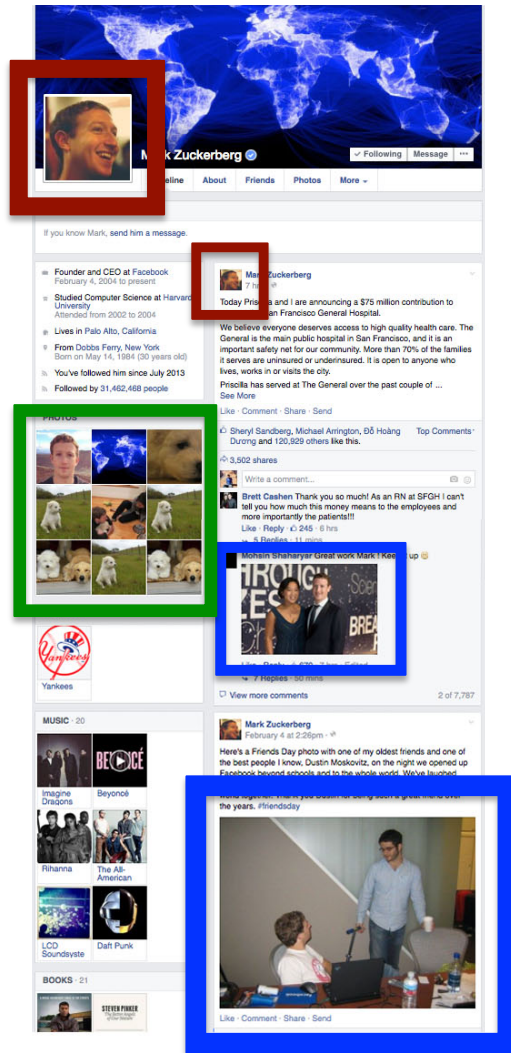 Mark Zuckerberg
Following
Message
Timeline
About
Friends
Photos
More
If you know Mark, send him a message.
Founder and CEO at Facebook
February 4, 2004 to present
Studied Computer Science at Harvard
University
Attended from 2002 to 2004
Lives in Palo Alto, California
From Dobbs Ferry, New York
Born on May 14, 1984 (30 years old)
You've followed him since July 2013
Followed by 31,462,468 people
PHOTOS
Yankees
Yankees
MUSIC · 20
BEYONCÉ
Imagine
Dragons
Beyoncé
Rihanna
The All-
American
LCD
Soundsyste
Daft Punk
BOOKS · 21
STEVEN PINKER
Mark Zuckerberg
7 hrs
Today Priscilla and I are announcing a $75 million contribution to
San Francisco General Hospital.
We believe everyone deserves access to high quality health care. The
General is the main public hospital in San Francisco, and it is an
important safety net for our community. More than 70% of the families
it serves are uninsured or underinsured. It is open to anyone who
lives, works in or visits the city.
Priscilla has served at The General over the past couple of ...
See More
Like · Comment · Share · Send
Sheryl Sandberg, Michael Arrington, Đỗ Hoàng
Dương and 120,929 others like this.
Top Comments
3,502 shares
Write a comment...
Brett Cashen Thank you so much! As an RN at SFGH I can't
tell you how much this money means to the employees and
more importantly the patients!!!
Like · Reply · 245 · 6 hrs
5 Replies · 11 mins
Mohsin Shaheryar Great work Mark ! Keep it up
Like · Reply · 670 · 7 hrs · Edited
7 Replies · 50 mins
View more comments
2 of 7,787
Mark Zuckerberg
February 4 at 2:26pm ·
Here's a Friends Day photo with one of my oldest friends and one of
the best people I know, Dustin Moskovitz, on the night we opened up
Facebook beyond schools and to the whole world. We've laughed
the years. #friendsday
Like · Comment · Share · Send